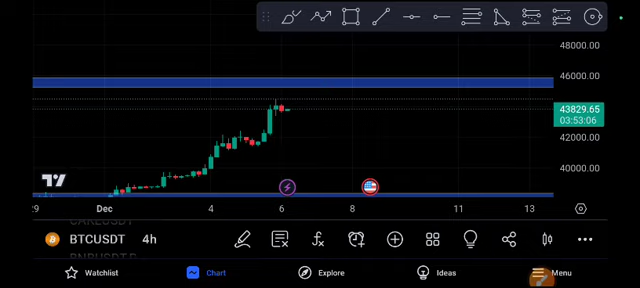 48000.00
46000.00
43829.65
03:53:06
42000.00
40000.00
29 Dec 4 6 8 11 13
BTCUSDT 4h
Watchlist Chart Explore Ideas Menu